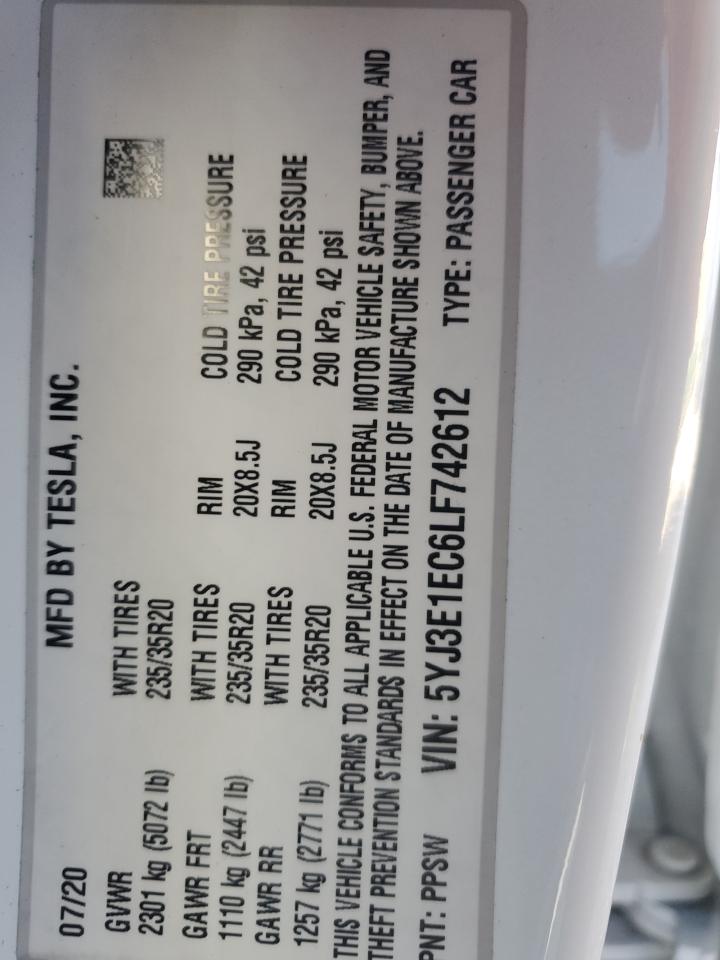 MFD BY TESLA, INC.
07/20
GVWR WITH TIRES
2301 kg (5072 lb) 235/35R20
GAWR FRT WITH TIRES RIM COLD TIRE PRESSURE
1110 kg (2447 lb) 235/35R20 20X8.5J 290 kPa, 42 psi
GAWR RR WITH TIRES RIM COLD TIRE PRESSURE
1257 kg (2771 lb) 235/35R20 20X8.5J 290 kPa, 42 psi
THIS VEHICLE CONFORMS TO ALL APPLICABLE U.S. FEDERAL MOTOR VEHICLE SAFETY, BUMPER, AND
THEFT PREVENTION STANDARDS IN EFFECT ON THE DATE OF MANUFACTURE SHOWN ABOVE.
PNT: PPSW VIN: 5YJ3E1EC6LF742612 TYPE: PASSENGER CAR